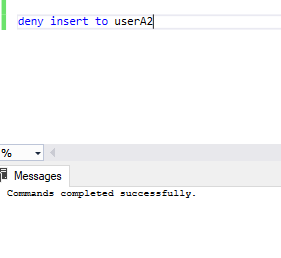 deny insert to userA2
%
Messages
Commands completed successfully.